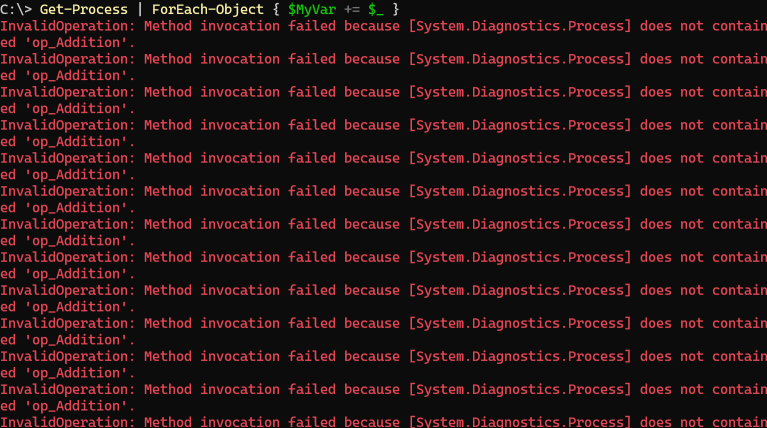 C:\> Get-Process | ForEach-Object { $MyVar += $_ }
InvalidOperation: Method invocation failed because [System.Diagnostics.Process] does not contain
ed 'op_Addition'.
InvalidOperation: Method invocation failed because [System.Diagnostics.Process] does not contain
ed 'op_Addition'.
InvalidOperation: Method invocation failed because [System.Diagnostics.Process] does not contain
ed 'op_Addition'.
InvalidOperation: Method invocation failed because [System.Diagnostics.Process] does not contain
ed 'op_Addition'.
InvalidOperation: Method invocation failed because [System.Diagnostics.Process] does not contain
ed 'op_Addition'.
InvalidOperation: Method invocation failed because [System.Diagnostics.Process] does not contain
ed 'op_Addition'.
InvalidOperation: Method invocation failed because [System.Diagnostics.Process] does not contain
ed 'op_Addition'.
InvalidOperation: Method invocation failed because [System.Diagnostics.Process] does not contain
ed 'op_Addition'.
InvalidOperation: Method invocation failed because [System.Diagnostics.Process] does not contain
ed 'op_Addition'.
InvalidOperation: Method invocation failed because [System.Diagnostics.Process] does not contain
ed 'op_Addition'.
InvalidOperation: Method invocation failed because [System.Diagnostics.Process] does not contain
ed 'op_Addition'.
InvalidOperation: Method invocation failed because [System.Diagnostics.Process] does not contain
ed 'op_Addition'.
InvalidOperation: Method invocation failed because [System.Diagnostics.Process] does not contain